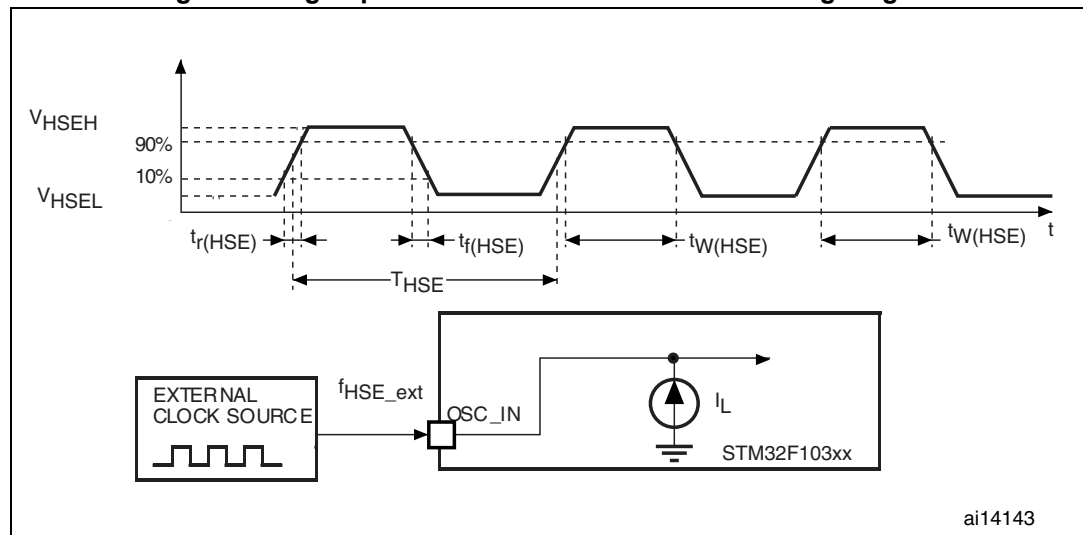 VHSEH
90%
10%
VHSEL
tr(HSE)
tf(HSE)
tW(HSE)
tW(HSE)
t
THSE
EXTERNAL
CLOCK SOURCE
fHSE_ext
OSC_IN
IL
STM32F103xx
ai14143